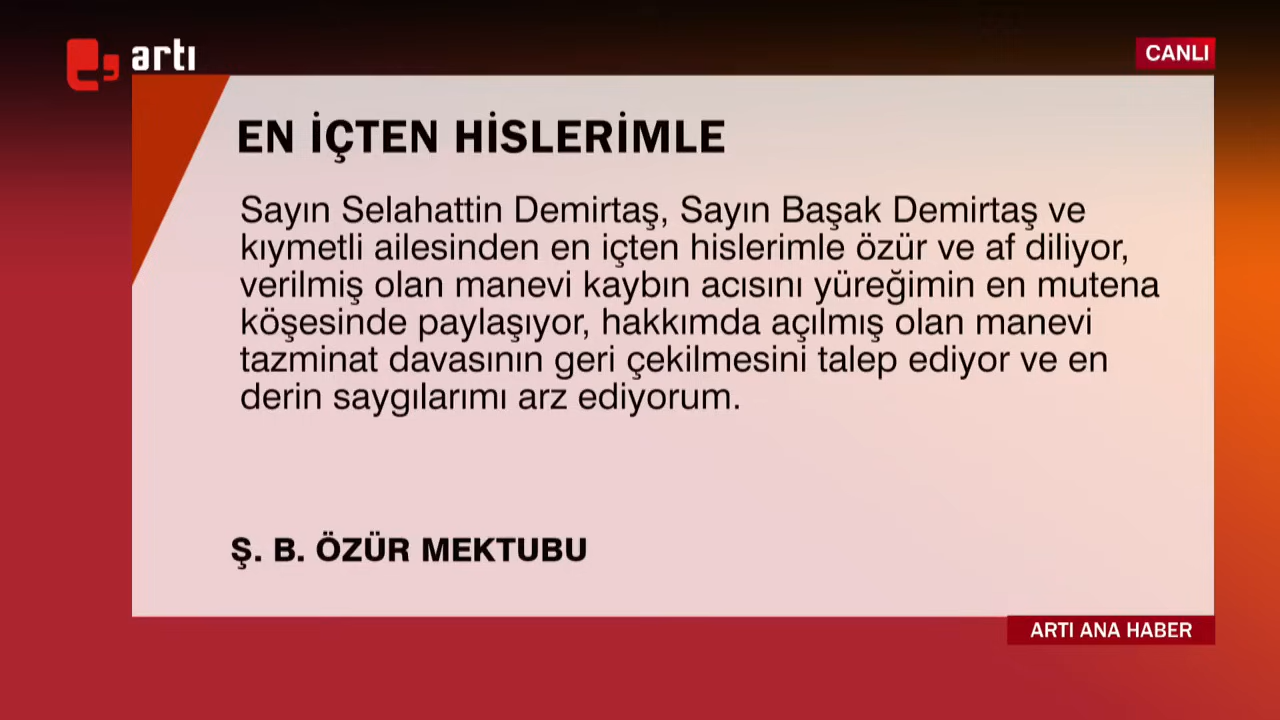 artı
CANLI
EN İÇTEN HİSLERİMLE
Sayın Selahattin Demirtaş, Sayın Başak Demirtaş ve
kıymetli ailesinden en içten hislerimle özür ve af diliyor,
verilmiş olan manevi kaybın acısını yüreğimin en mutena
köşesinde paylaşıyor, hakkımda açılmış olan manevi
tazminat davasının geri çekilmesini talep ediyor ve en
derin saygılarımı arz ediyorum.
Ş. B. ÖZÜR MEKTUBU
ARTI ANA HABER